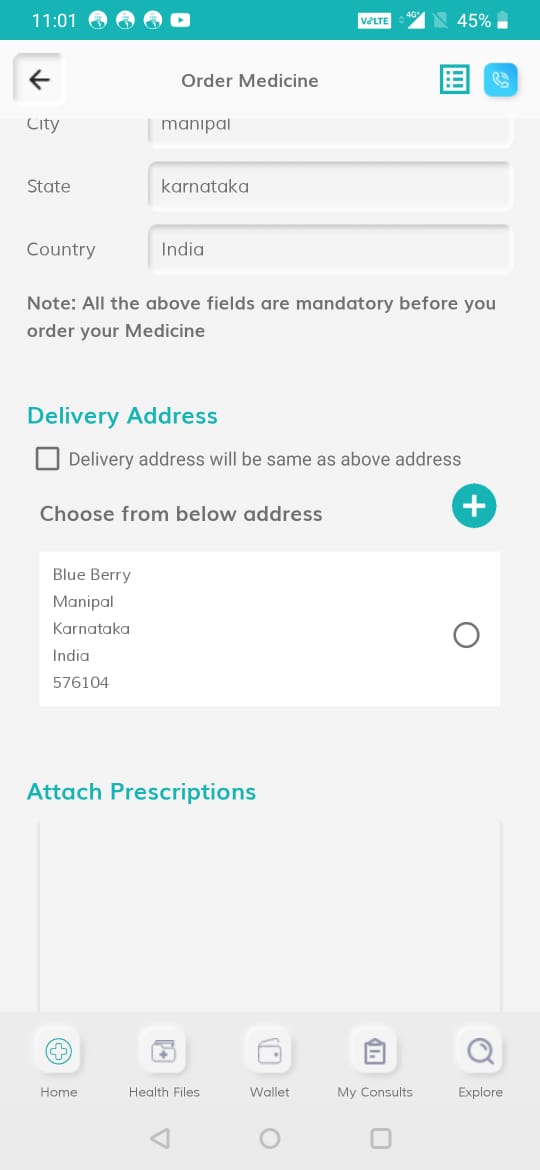 11:01 VoLTE 4G+ 45%
Order Medicine
City manipal
State karnataka
Country India
Note: All the above fields are mandatory before you
order your Medicine
Delivery Address
Delivery address will be same as above address
Choose from below address
Blue Berry
Manipal
Karnataka
India
576104
Attach Prescriptions
Home Health Files Wallet My Consults Explore